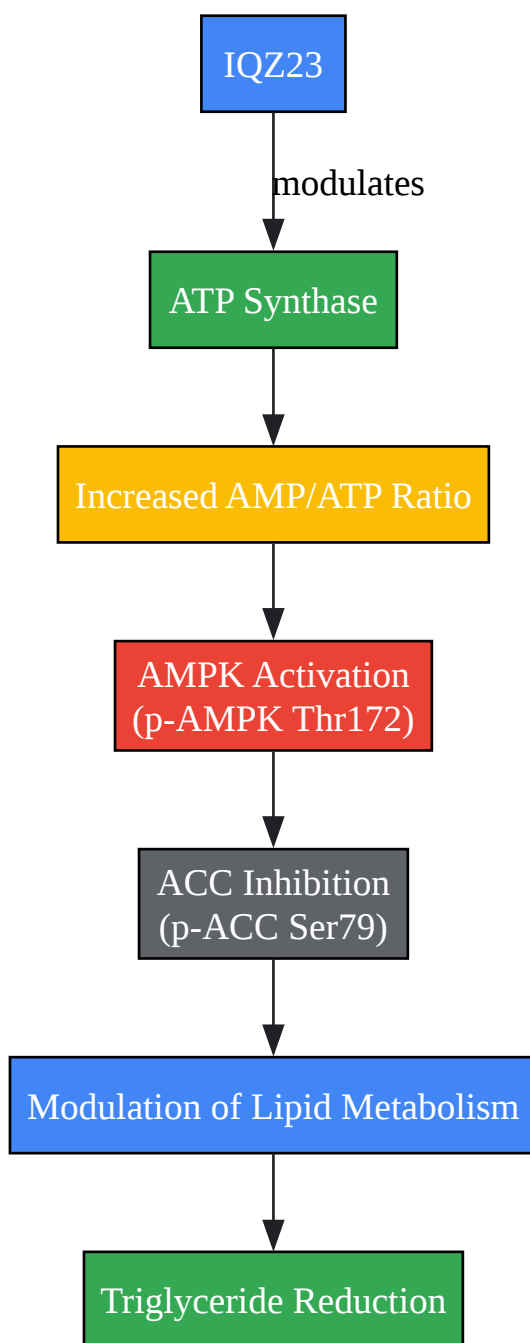 IQZ23
modulates
ATP Synthase
Increased AMP/ATP Ratio
AMPK Activation
(p-AMPK Thr172)
ACC Inhibition
(p-ACC Ser79)
Modulation of Lipid Metabolism
Triglyceride Reduction